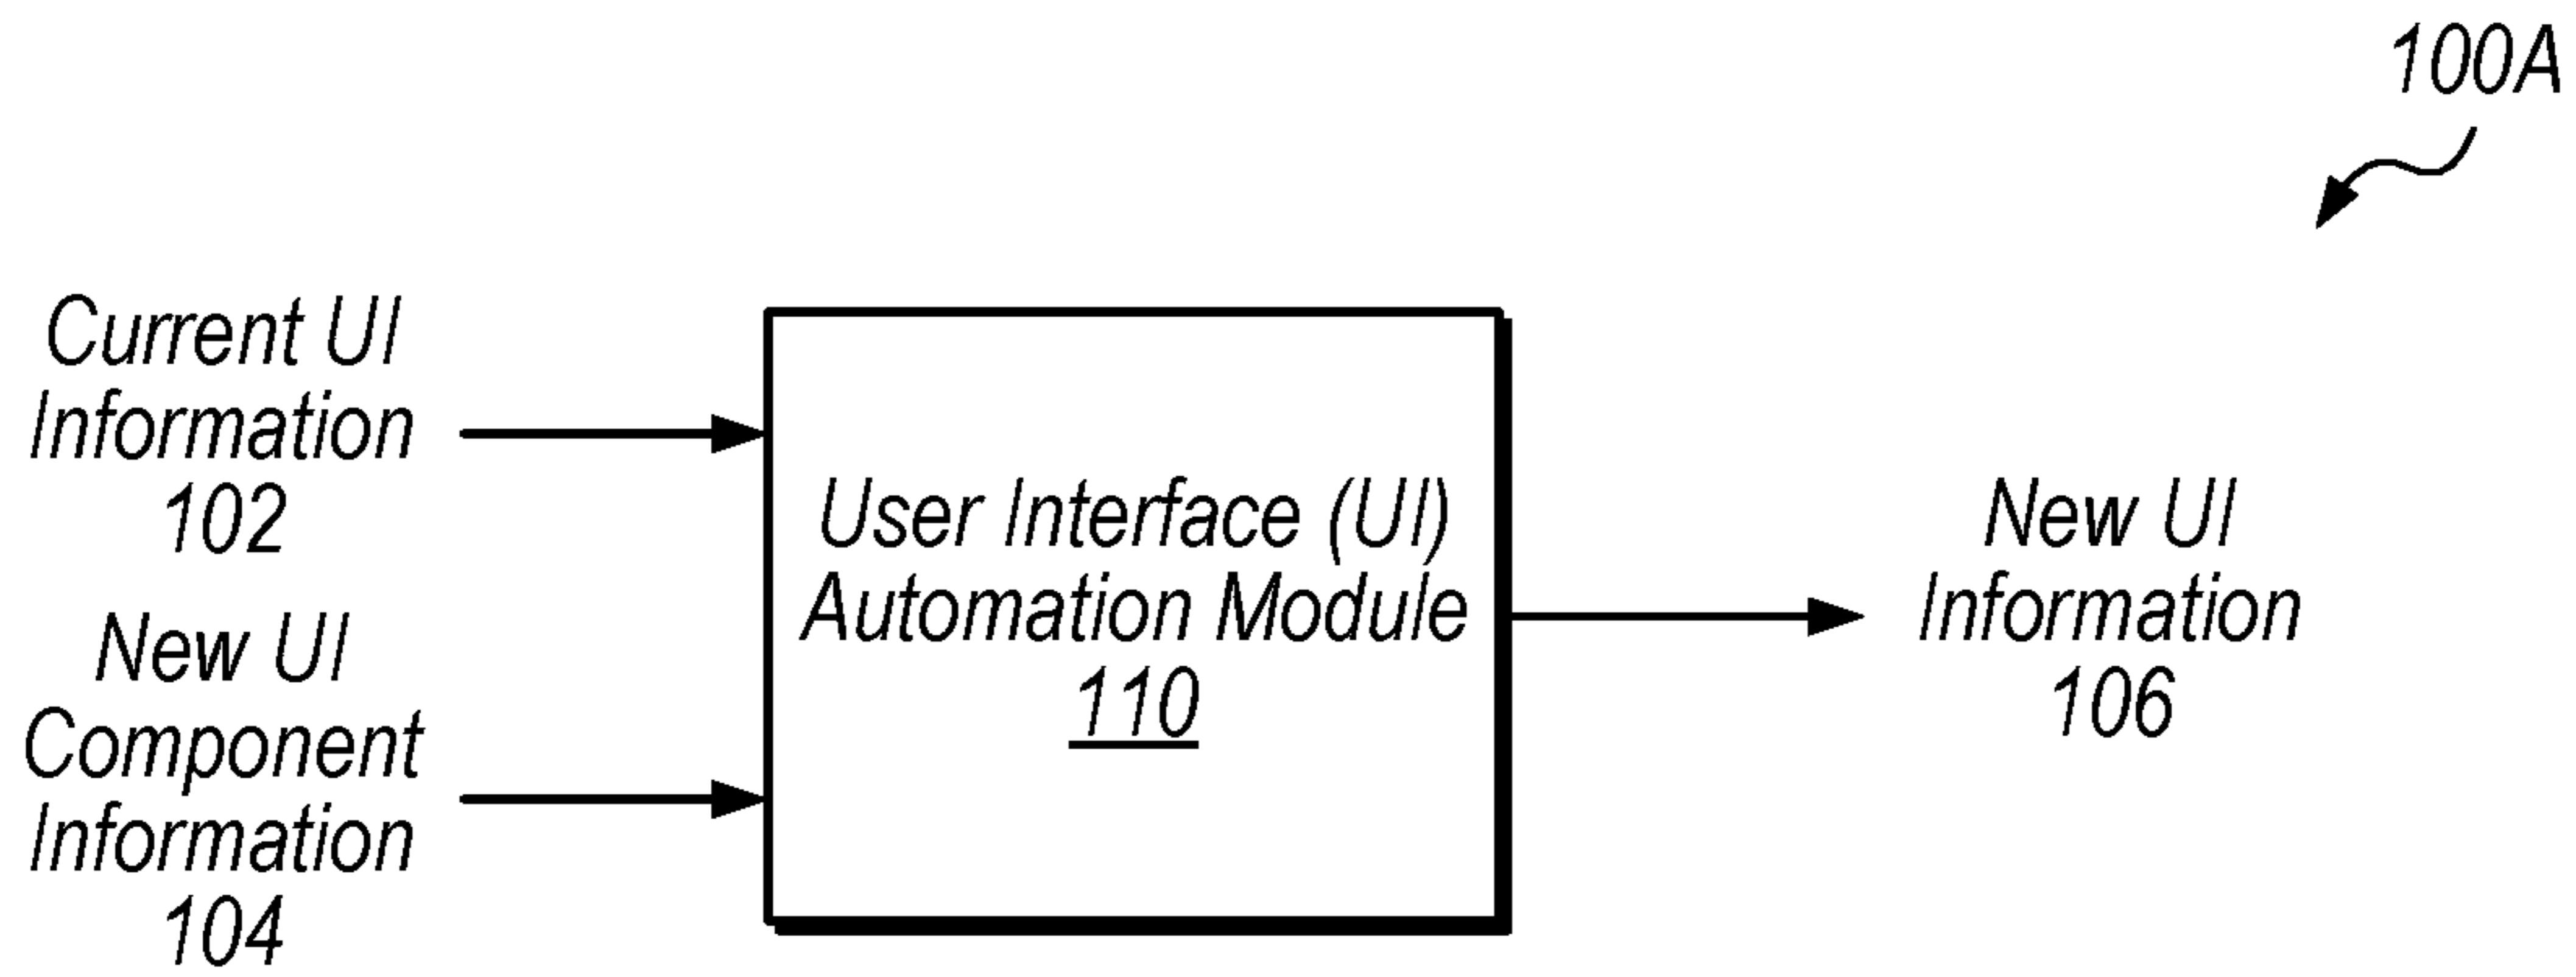 100A
Current UI
Information
102
New UI
Component
Information
104
User Interface (UI)
Automation Module
110
New UI
Information
106